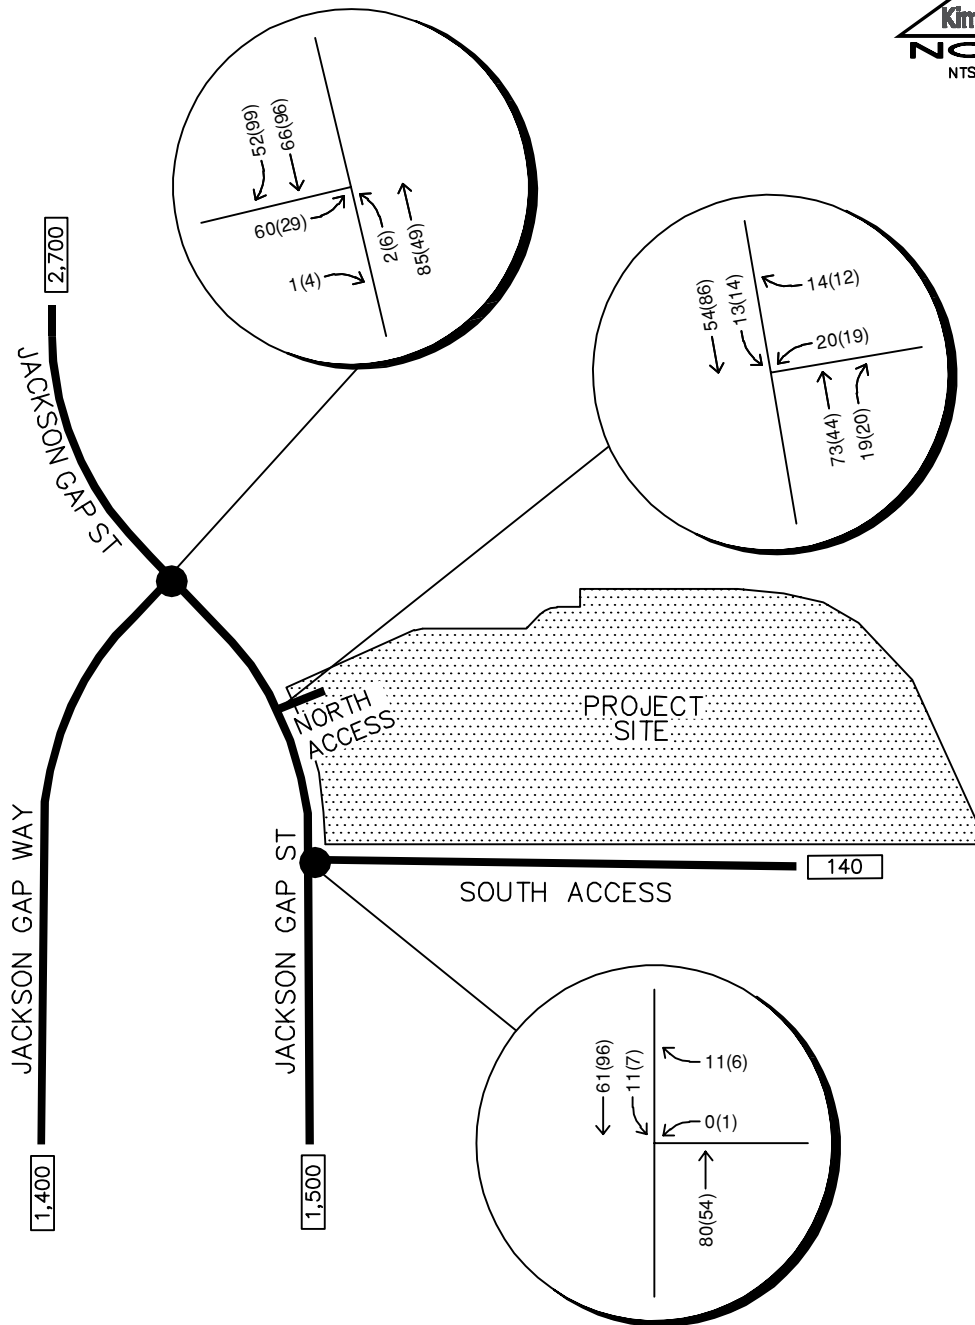 Kim
NO
NTS
52(99)
66(96)
60(29)
2(6)
85(49)
1(4)
2,700
JACKSON GAP ST
54(86)
13(14)
14(12)
20(19)
73(44)
19(20)
NORTH
ACCESS
PROJECT
SITE
JACKSON GAP WAY
JACKSON GAP ST
140
SOUTH ACCESS
61(96)
11(7)
11(6)
0(1)
80(54)
1,400
1,500